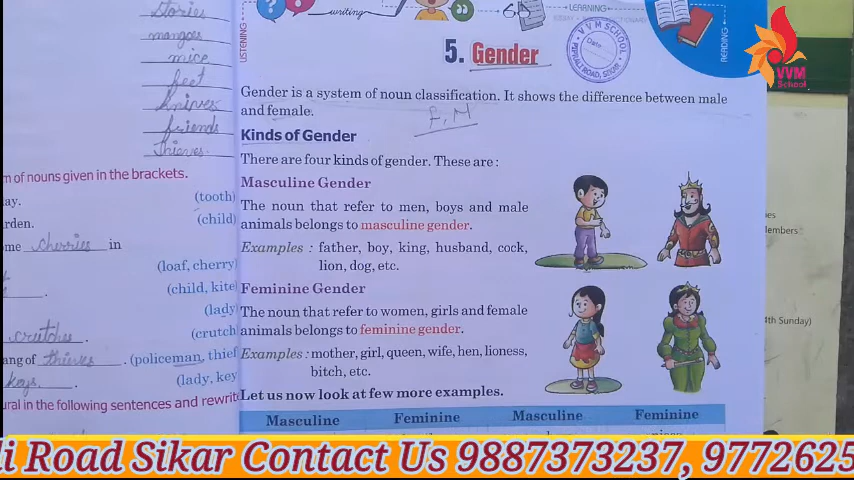 stories
mangoes
mice
feet
knives
friends
thieves.
m of nouns given in the brackets.
ay. (tooth)
rden. (child)
ome cherries in
(loaf, cherry)
(child, kite)
(lady)
crutches. (crutch
ang of thieves. (policeman, thief
keys. (lady, key
ural in the following sentences and rewrit
LISTENING
writing
LEARNING
READING
5. Gender
V V M SCHOOL
Date
PIPRALI ROAD, SIKAR
VVM
School
Gender is a system of noun classification. It shows the difference between male
and female.
F, M
Kinds of Gender
There are four kinds of gender. These are :
Masculine Gender
The noun that refer to men, boys and male
animals belongs to masculine gender.
Examples : father, boy, king, husband, cock,
lion, dog, etc.
Feminine Gender
The noun that refer to women, girls and female
animals belongs to feminine gender.
Examples : mother, girl, queen, wife, hen, lioness,
bitch, etc.
Let us now look at few more examples.
Masculine Feminine Masculine Feminine
4th Sunday)
i Road Sikar Contact Us 9887373237, 9772625